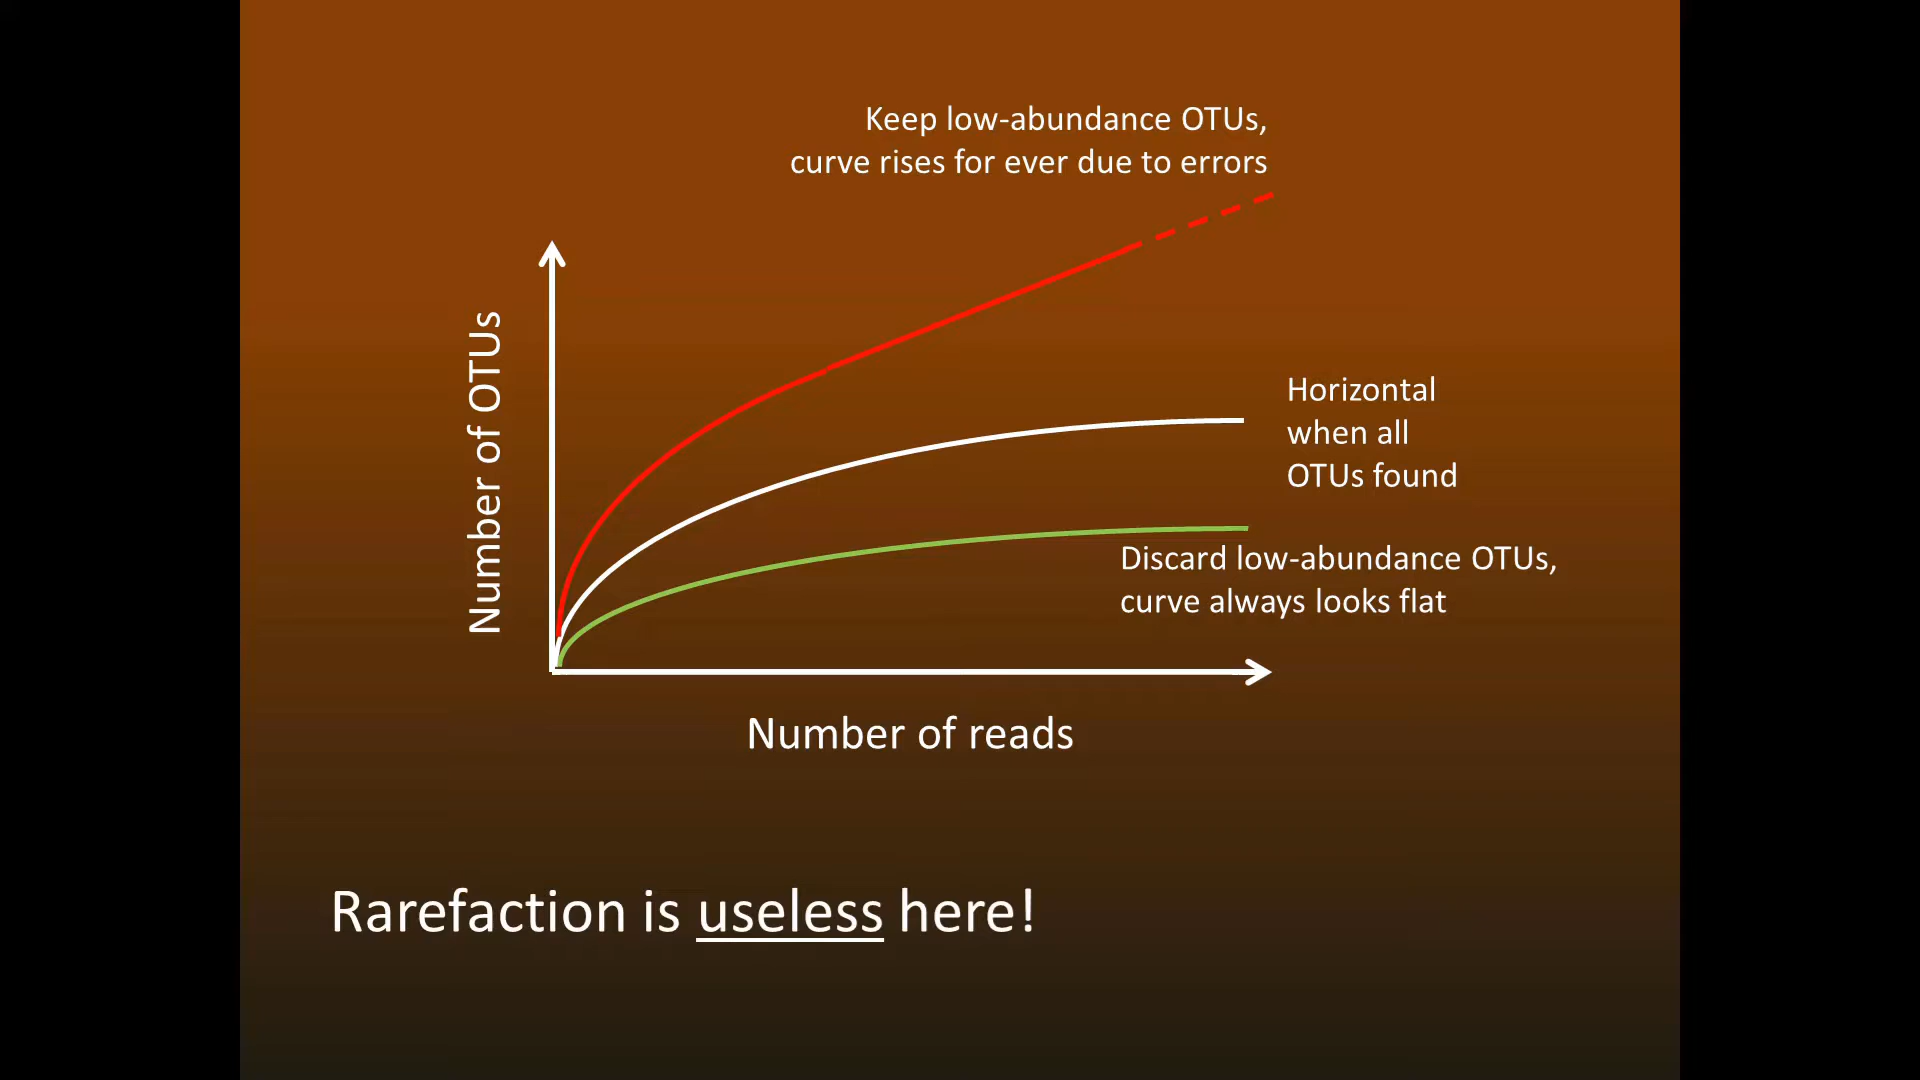 Keep low-abundance OTUs,
curve rises for ever due to errors
Number of OTUs
Horizontal
when all
OTUs found
Discard low-abundance OTUs,
curve always looks flat
Number of reads
Rarefaction is useless here!